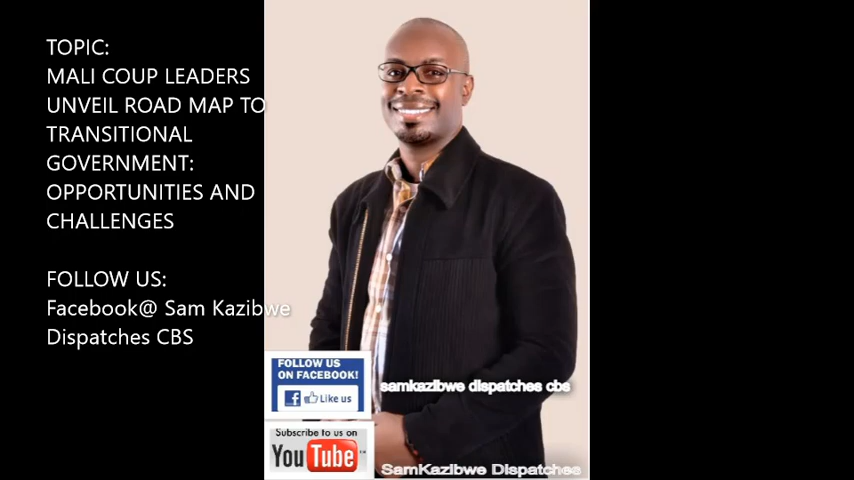 TOPIC:
MALI COUP LEADERS
UNVEIL ROAD MAP TO
TRANSITIONAL
GOVERNMENT:
OPPORTUNITIES AND
CHALLENGES
FOLLOW US:
Facebook@ Sam Kazibwe
Dispatches CBS
FOLLOW US
ON FACEBOOK!
f Like us
samkazibwe dispatches cbs
Subscribe to us on
YouTube
SamKazibwe Dispatches